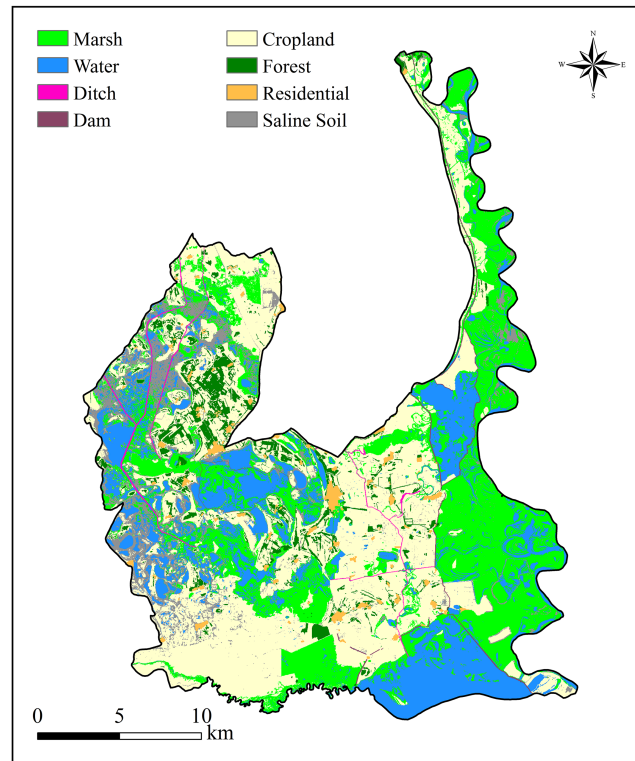 Marsh
Water
Ditch
Dam
Cropland
Forest
Residential
Saline Soil
N
W
E
S
0 5 10
km